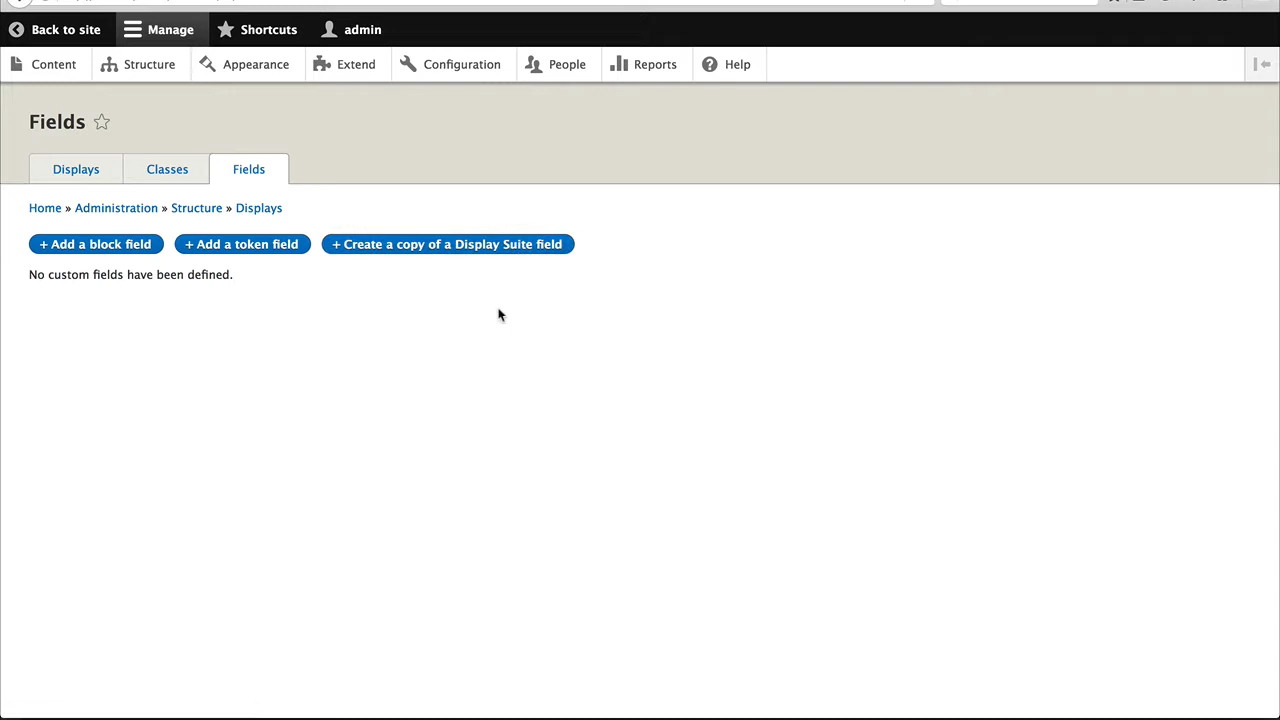 Back to site Manage Shortcuts admin
Content Structure Appearance Extend Configuration People Reports Help
Fields
Displays Classes Fields
Home » Administration » Structure » Displays
+ Add a block field + Add a token field + Create a copy of a Display Suite field
No custom fields have been defined.